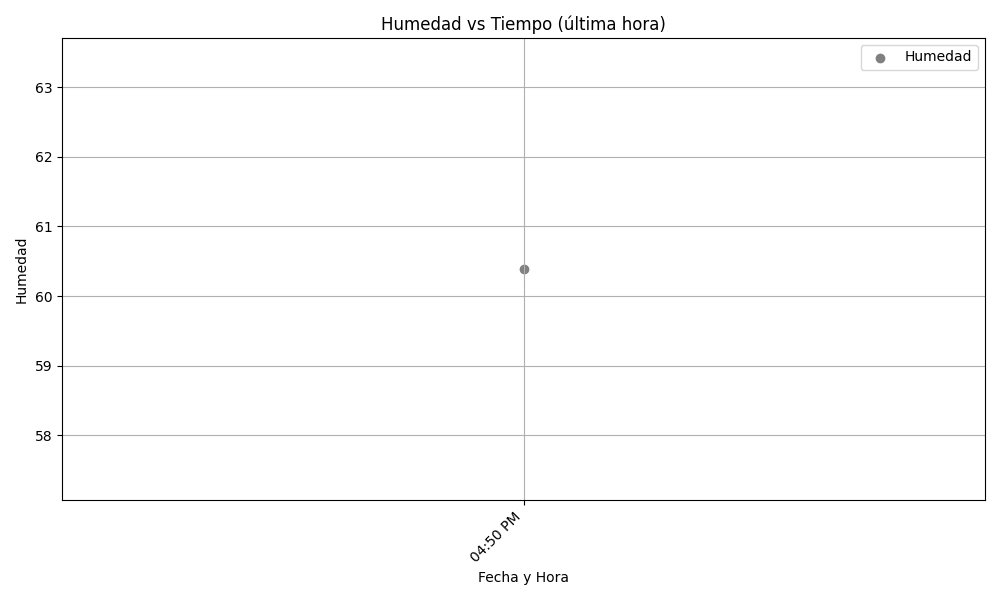 Humedad vs Tiempo (última hora)
Humedad
63
62
61
60
59
58
Humedad
04:50 PM
Fecha y Hora